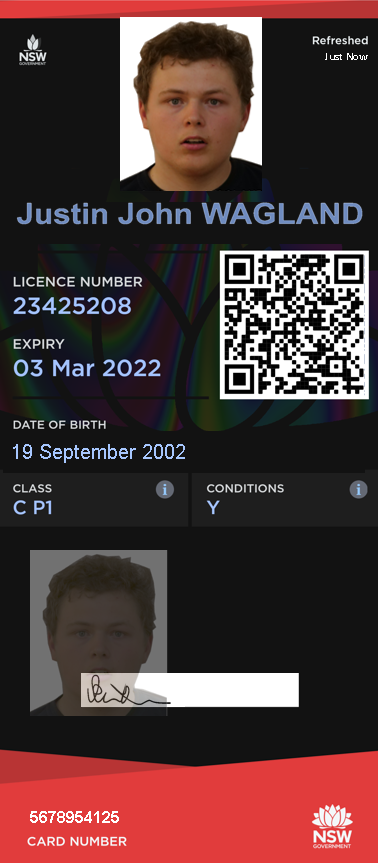 NSW
GOVERNMENT
Refreshed
Just Now
Justin John WAGLAND
LICENCE NUMBER
23425208
EXPIRY
03 Mar 2022
DATE OF BIRTH
19 September 2002
CLASS
C P1
CONDITIONS
Y
5678954125
CARD NUMBER
NSW
GOVERNMENT